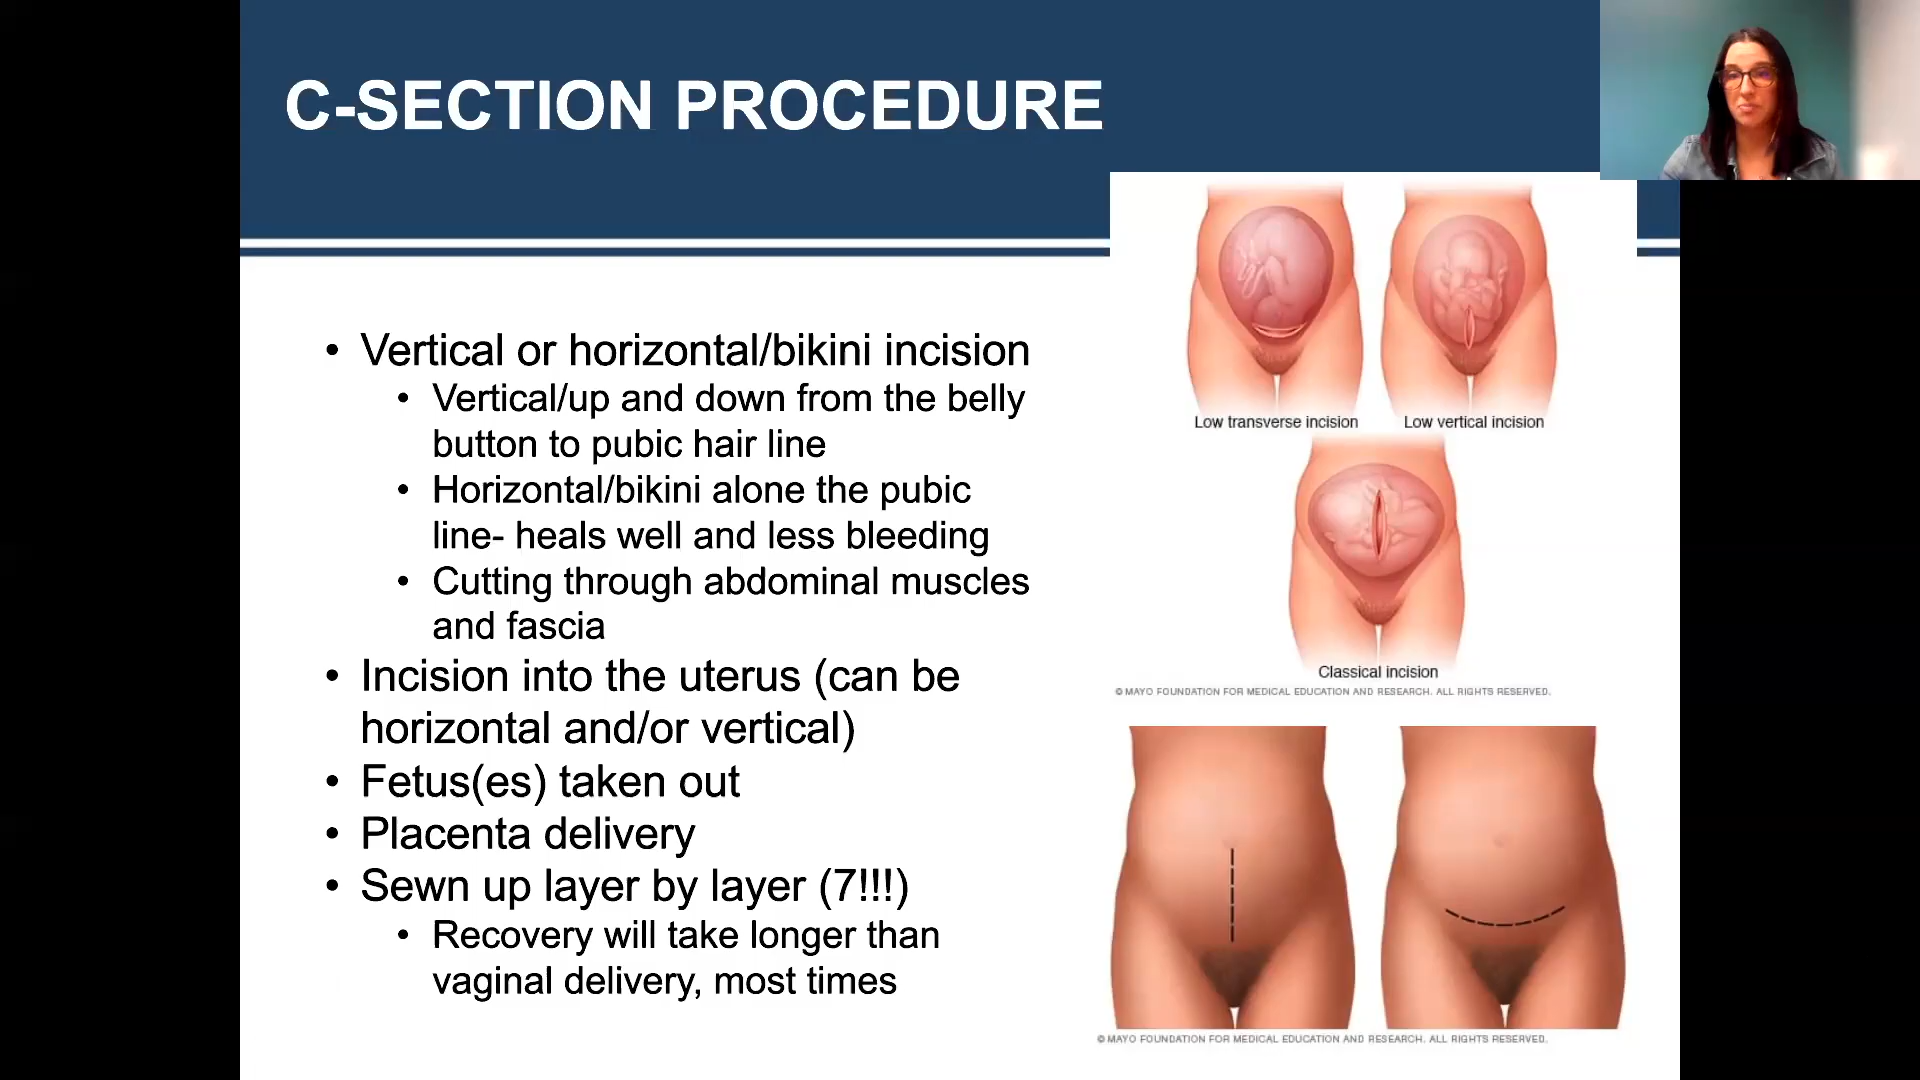 C-SECTION PROCEDURE
• Vertical or horizontal/bikini incision
• Vertical/up and down from the belly
button to pubic hair line
• Horizontal/bikini alone the pubic
line- heals well and less bleeding
• Cutting through abdominal muscles
and fascia
• Incision into the uterus (can be
horizontal and/or vertical)
• Fetus(es) taken out
• Placenta delivery
• Sewn up layer by layer (7!!!)
• Recovery will take longer than
vaginal delivery, most times
Low transverse incision
Low vertical incision
Classical incision
© MAYO FOUNDATION FOR MEDICAL EDUCATION AND RESEARCH. ALL RIGHTS RESERVED.
© MAYO FOUNDATION FOR MEDICAL EDUCATION AND RESEARCH. ALL RIGHTS RESERVED.